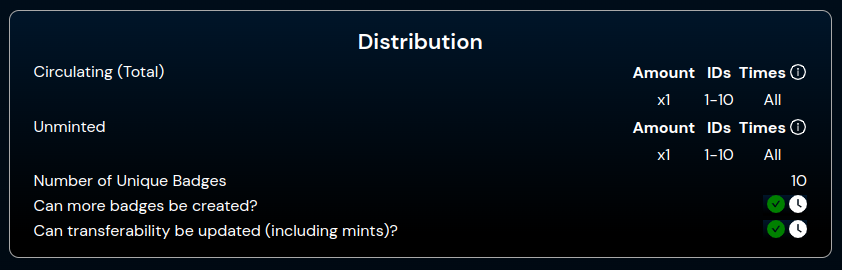 Distribution
Circulating (Total) Amount IDs Times
x1 1-10 All
Unminted Amount IDs Times
x1 1-10 All
Number of Unique Badges 10
Can more badges be created?
Can transferability be updated (including mints)?